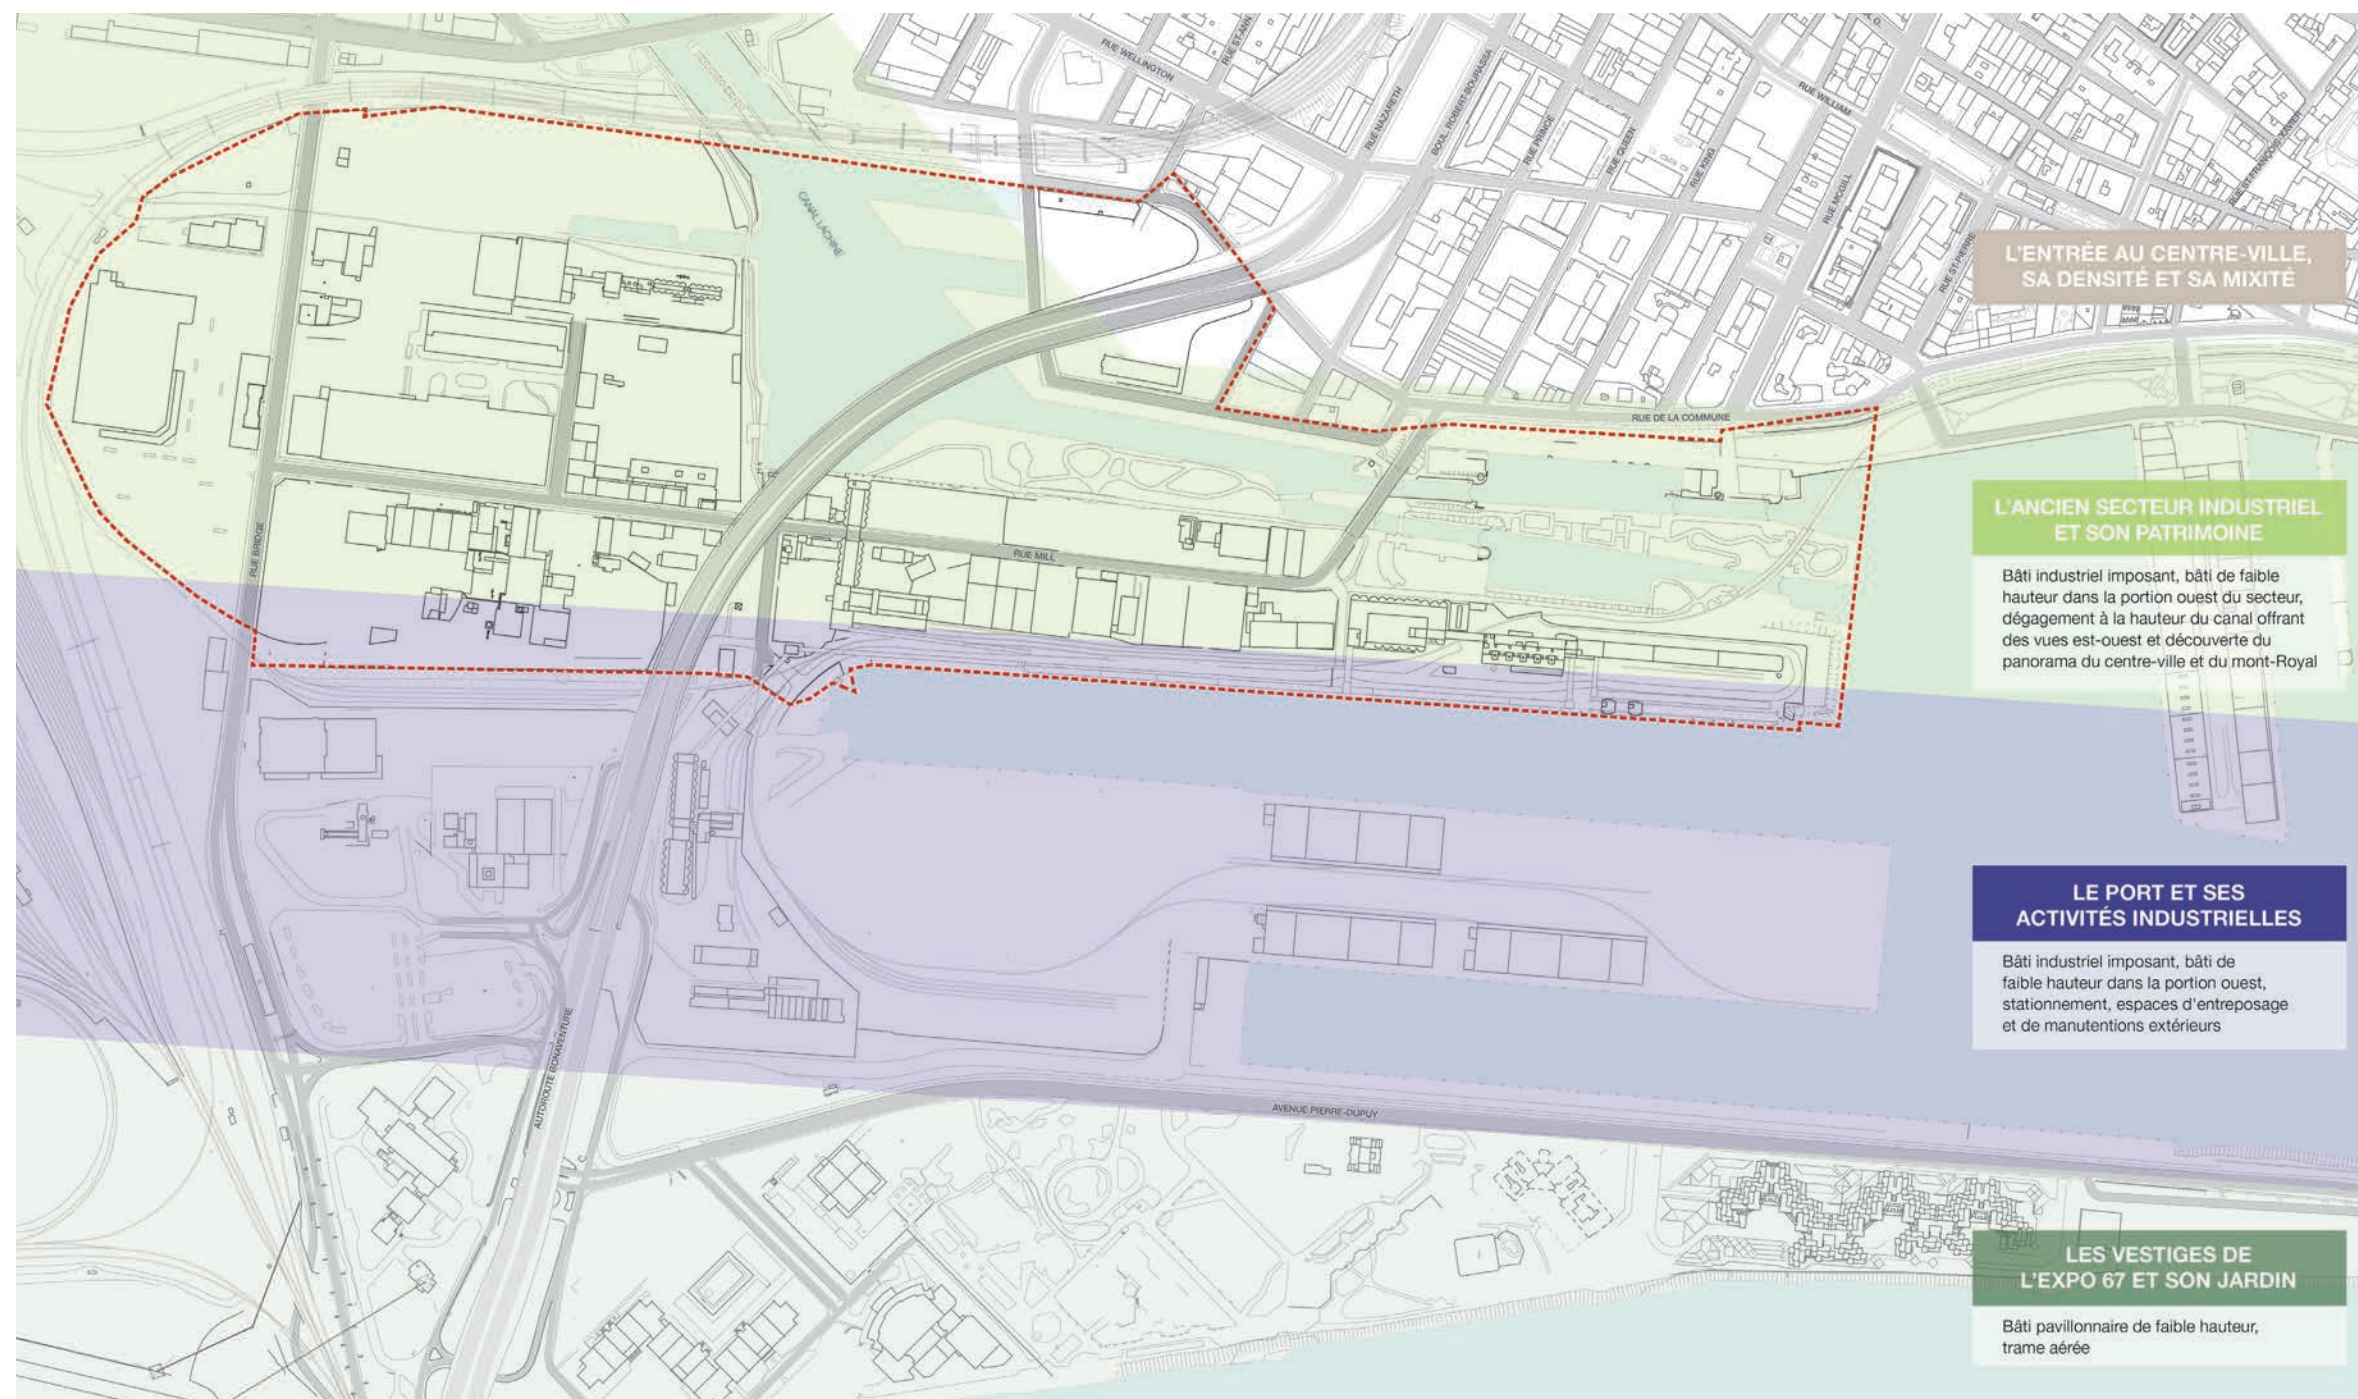 RUE WELLINGTON
RUE ST-ANN
RUE NAZARETH
BOUL. ROBERT-BOURASSA
RUE PRINCE
RUE QUEEN
RUE KING
RUE WILLIAM
RUE MCGILL
RUE ST-PIERRE
RUE ST-FRANÇOIS-XAVIER
CANAL LACHINE
RUE DE LA COMMUNE
RUE BRIDGE
RUE MILL
AUTOROUTE BONAVENTURE
AVENUE PIERRE-DUPUY
L'ENTRÉE AU CENTRE-VILLE,
SA DENSITÉ ET SA MIXITÉ
L'ANCIEN SECTEUR INDUSTRIEL
ET SON PATRIMOINE
Bâti industriel imposant, bâti de faible
hauteur dans la portion ouest du secteur,
dégagement à la hauteur du canal offrant
des vues est-ouest et découverte du
panorama du centre-ville et du mont-Royal
LE PORT ET SES
ACTIVITÉS INDUSTRIELLES
Bâti industriel imposant, bâti de
faible hauteur dans la portion ouest,
stationnement, espaces d'entreposage
et de manutentions extérieurs
LES VESTIGES DE
L'EXPO 67 ET SON JARDIN
Bâti pavillonnaire de faible hauteur,
trame aérée